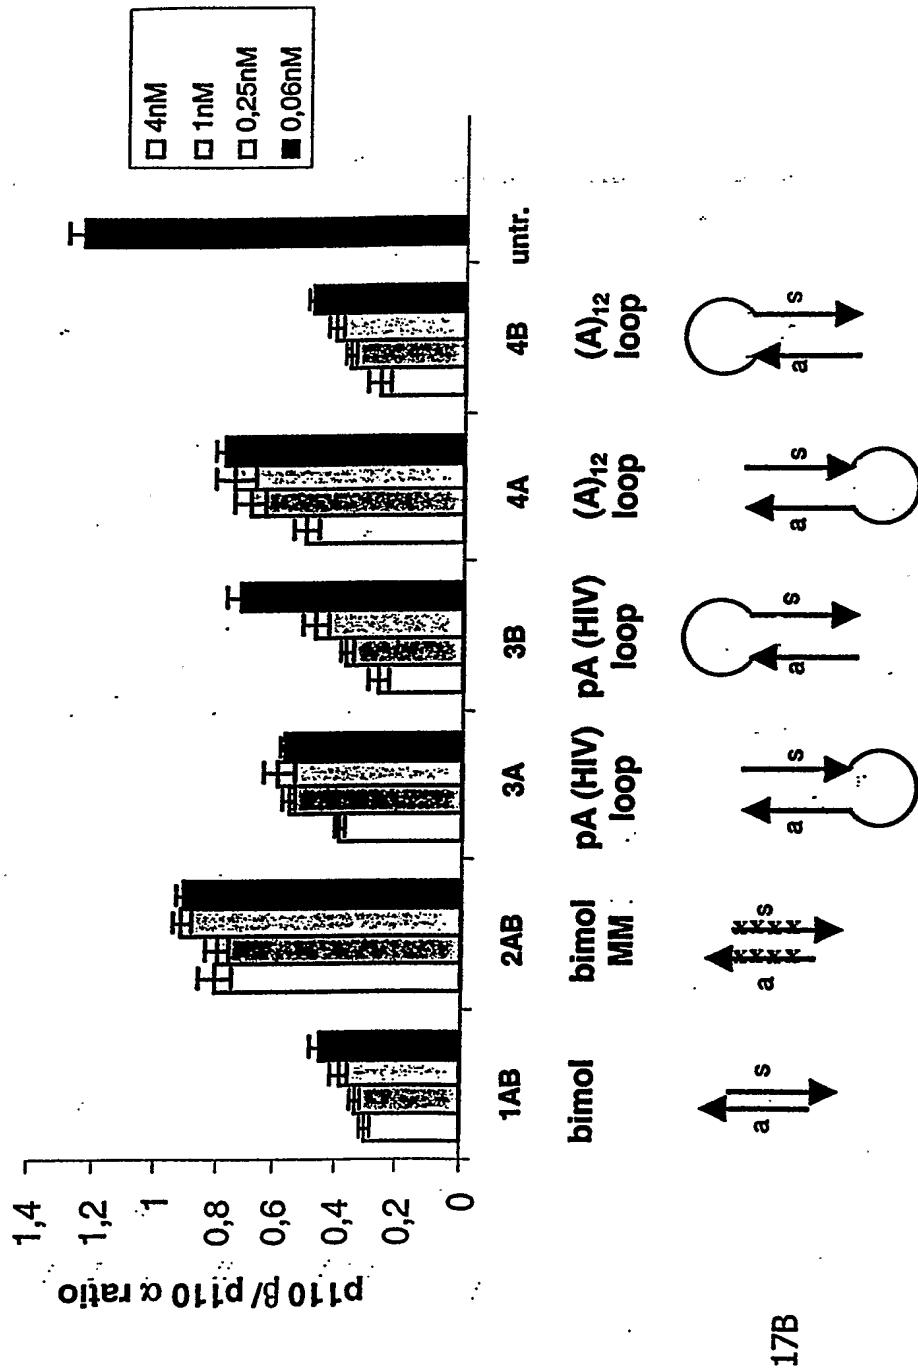 p110 β/ p110 α ratio
1,4
1,2
1
0,8
0,6
0,4
0,2
0
4nM
1nM
0,25nM
0,06nM
1AB
2AB
3A
3B
4A
4B
untr.
bimol
bimol
MM
pA (HIV)
loop
pA (HIV)
loop
(A)₁₂
loop
(A)₁₂
loop
a s
a s
a s
a s
a s
a s
17B